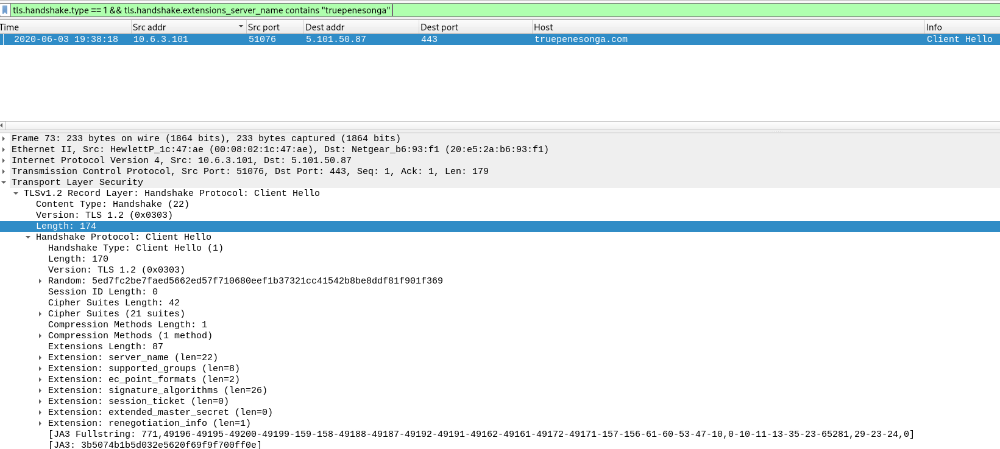 tls.handshake.type == 1 && tls.handshake.extensions_server_name contains "truepenesonga"
Time Src addr Src port Dest addr Dest port Host Info
2020-06-03 19:38:18 10.6.3.101 51076 5.101.50.87 443 truepenesonga.com Client Hello
Frame 73: 233 bytes on wire (1864 bits), 233 bytes captured (1864 bits)
Ethernet II, Src: HewlettP_1c:47:ae (00:08:02:1c:47:ae), Dst: Netgear_b6:93:f1 (20:e5:2a:b6:93:f1)
Internet Protocol Version 4, Src: 10.6.3.101, Dst: 5.101.50.87
Transmission Control Protocol, Src Port: 51076, Dst Port: 443, Seq: 1, Ack: 1, Len: 179
Transport Layer Security
TLSv1.2 Record Layer: Handshake Protocol: Client Hello
Content Type: Handshake (22)
Version: TLS 1.2 (0x0303)
Length: 174
Handshake Protocol: Client Hello
Handshake Type: Client Hello (1)
Length: 170
Version: TLS 1.2 (0x0303)
Random: 5ed7fc2be7faed5662ed57f710680eef1b37321cc41542b8be8ddf81f901f369
Session ID Length: 0
Cipher Suites Length: 42
Cipher Suites (21 suites)
Compression Methods Length: 1
Compression Methods (1 method)
Extensions Length: 87
Extension: server_name (len=22)
Extension: supported_groups (len=8)
Extension: ec_point_formats (len=2)
Extension: signature_algorithms (len=26)
Extension: session_ticket (len=0)
Extension: extended_master_secret (len=0)
Extension: renegotiation_info (len=1)
[JA3 Fullstring: 771,49196-49195-49200-49199-159-158-49188-49187-49192-49191-49162-49161-49172-49171-157-156-61-60-53-47-10,0-10-11-13-35-23-65281,29-23-24,0]
[JA3: 3b5074b1b5d032e5620f69f9f700ff0e]